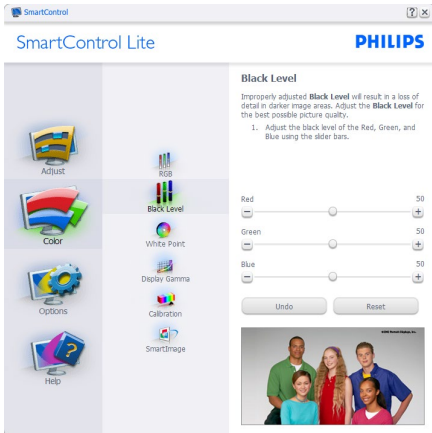 SmartControl
SmartControl Lite
PHILIPS
Adjust
Color
Options
Help
RGB
Black Level
White Point
Display Gamma
Calibration
SmartImage
Black Level
Improperly adjusted Black Level will result in a loss of
detail in darker image areas. Adjust the Black Level for
the best possible picture quality.
1. Adjust the black level of the Red, Green, and
Blue using the slider bars.
Red 50
Green 50
Blue 50
Undo Reset